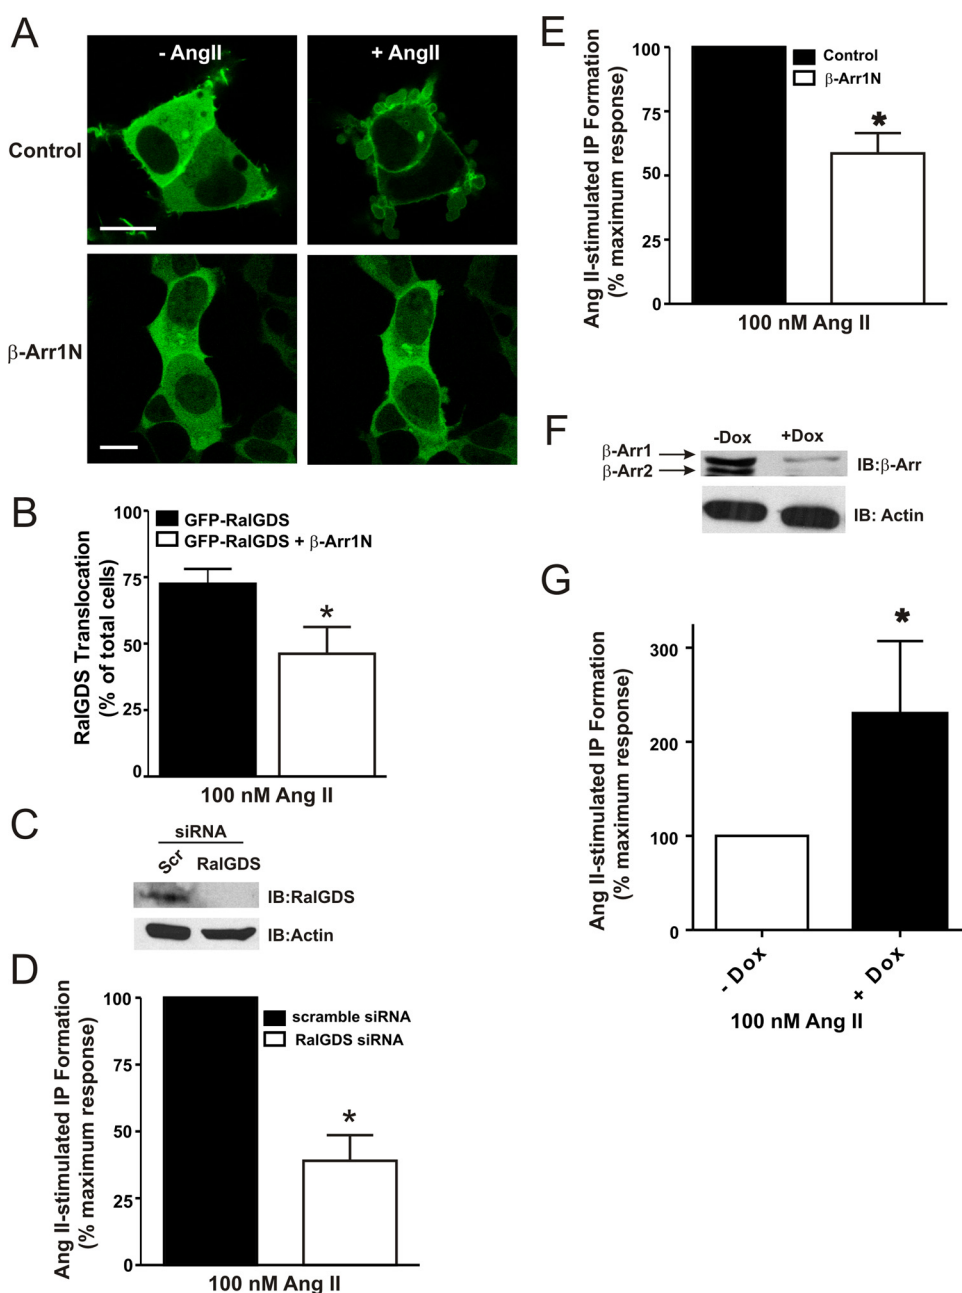 A
- AngII
+ AngII
Control
β-Arr1N
B
RalGDS Translocation
(% of total cells)
100
75
50
25
0
GFP-RalGDS
GFP-RalGDS + β-Arr1N
*
100 nM Ang II
C
siRNA
Scr RalGDS
IB:RalGDS
IB:Actin
D
Ang II-stimulated IP Formation
(% maximum response)
100
75
50
25
0
scramble siRNA
RalGDS siRNA
*
100 nM Ang II
E
Ang II-stimulated IP Formation
(% maximum response)
100
75
50
25
0
Control
β-Arr1N
*
100 nM Ang II
F
-Dox +Dox
β-Arr1
β-Arr2
IB:β-Arr
IB: Actin
G
Ang II-stimulated IP Formation
(% maximum response)
300
200
100
0
*
- Dox
+ Dox
100 nM Ang II